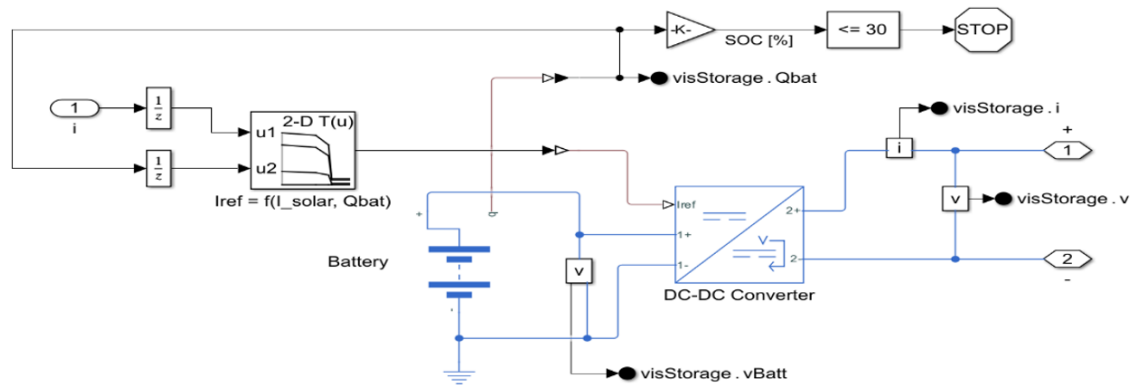 -K-
SOC [%]
<= 30
STOP
visStorage . Qbat
1
i
1
z
1
z
2-D T(u)
u1
u2
Iref = f(I_solar, Qbat)
visStorage . i
i
+
1
v
visStorage . v
2
-
Iref
1+
1-
2+
2
V
DC-DC Converter
+
q
Battery
-
v
visStorage . vBatt